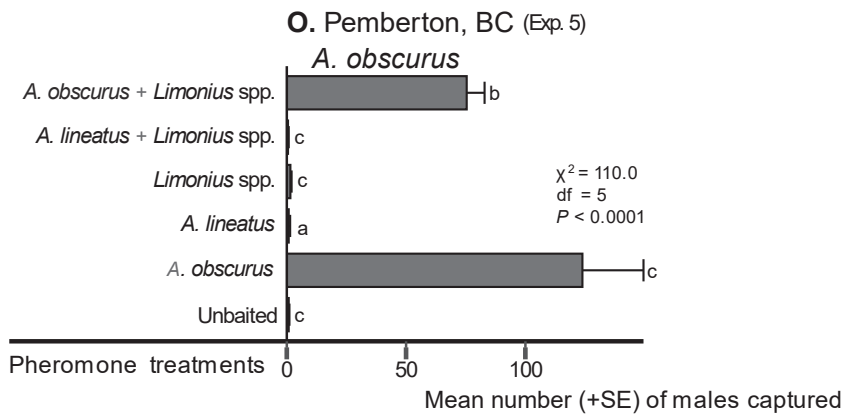 O. Pemberton, BC (Exp. 5)
A. obscurus
A. obscurus + Limonius spp.
b
A. lineatus + Limonius spp.
c
Limonius spp.
c
χ² = 110.0
df = 5
P < 0.0001
A. lineatus
a
A. obscurus
c
Unbaited
c
Pheromone treatments 0 50 100
Mean number (+SE) of males captured